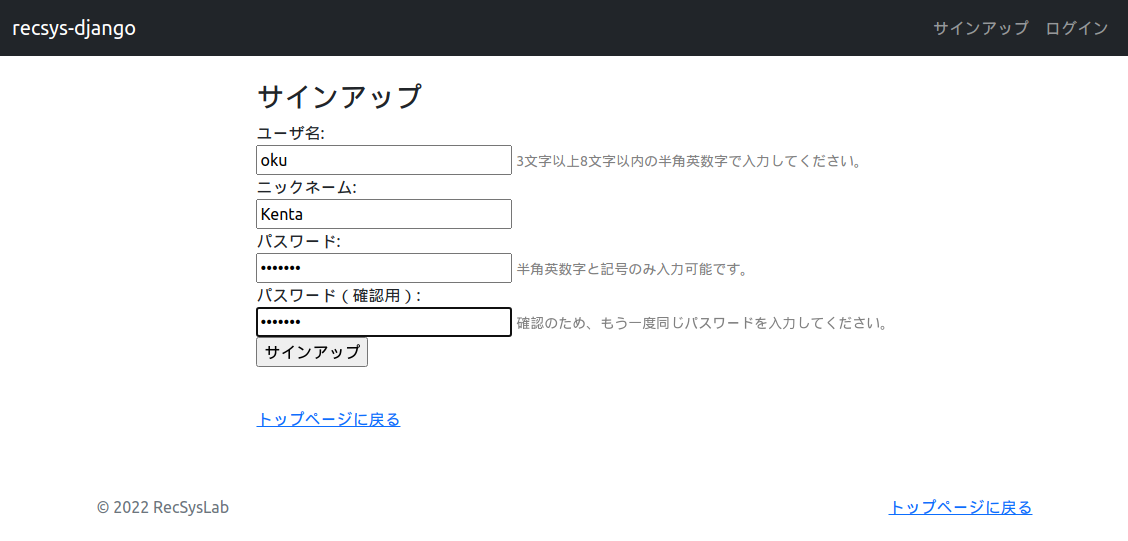 recsys-django サインアップ ログイン
サインアップ
ユーザ名:
oku 3文字以上8文字以内の半角英数字で入力してください。
ニックネーム:
Kenta
パスワード:
••••••• 半角英数字と記号のみ入力可能です。
パスワード（確認用）:
••••••• 確認のため、もう一度同じパスワードを入力してください。
サインアップ
トップページに戻る
© 2022 RecSysLab トップページに戻る